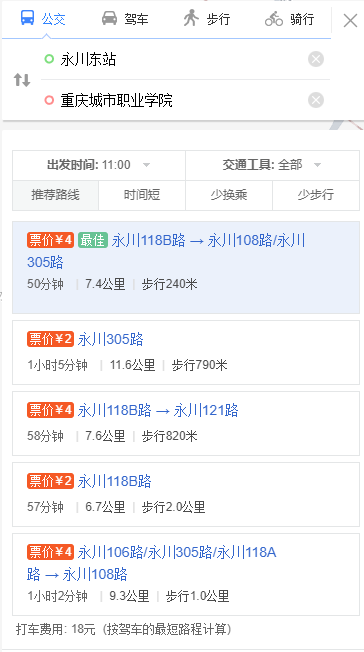 公交 驾车 步行 骑行
永川东站
重庆城市职业学院
出发时间: 11:00 交通工具: 全部
推荐路线 时间短 少换乘 少步行
票价¥4 最佳 永川118B路 → 永川108路/永川
305路
50分钟 | 7.4公里 | 步行240米
票价¥2 永川305路
1小时5分钟 | 11.6公里 | 步行790米
票价¥4 永川118B路 → 永川121路
58分钟 | 7.6公里 | 步行820米
票价¥2 永川118B路
57分钟 | 6.7公里 | 步行2.0公里
票价¥4 永川106路/永川305路/永川118A
路 → 永川108路
1小时2分钟 | 9.3公里 | 步行1.0公里
打车费用: 18元（按驾车的最短路程计算）